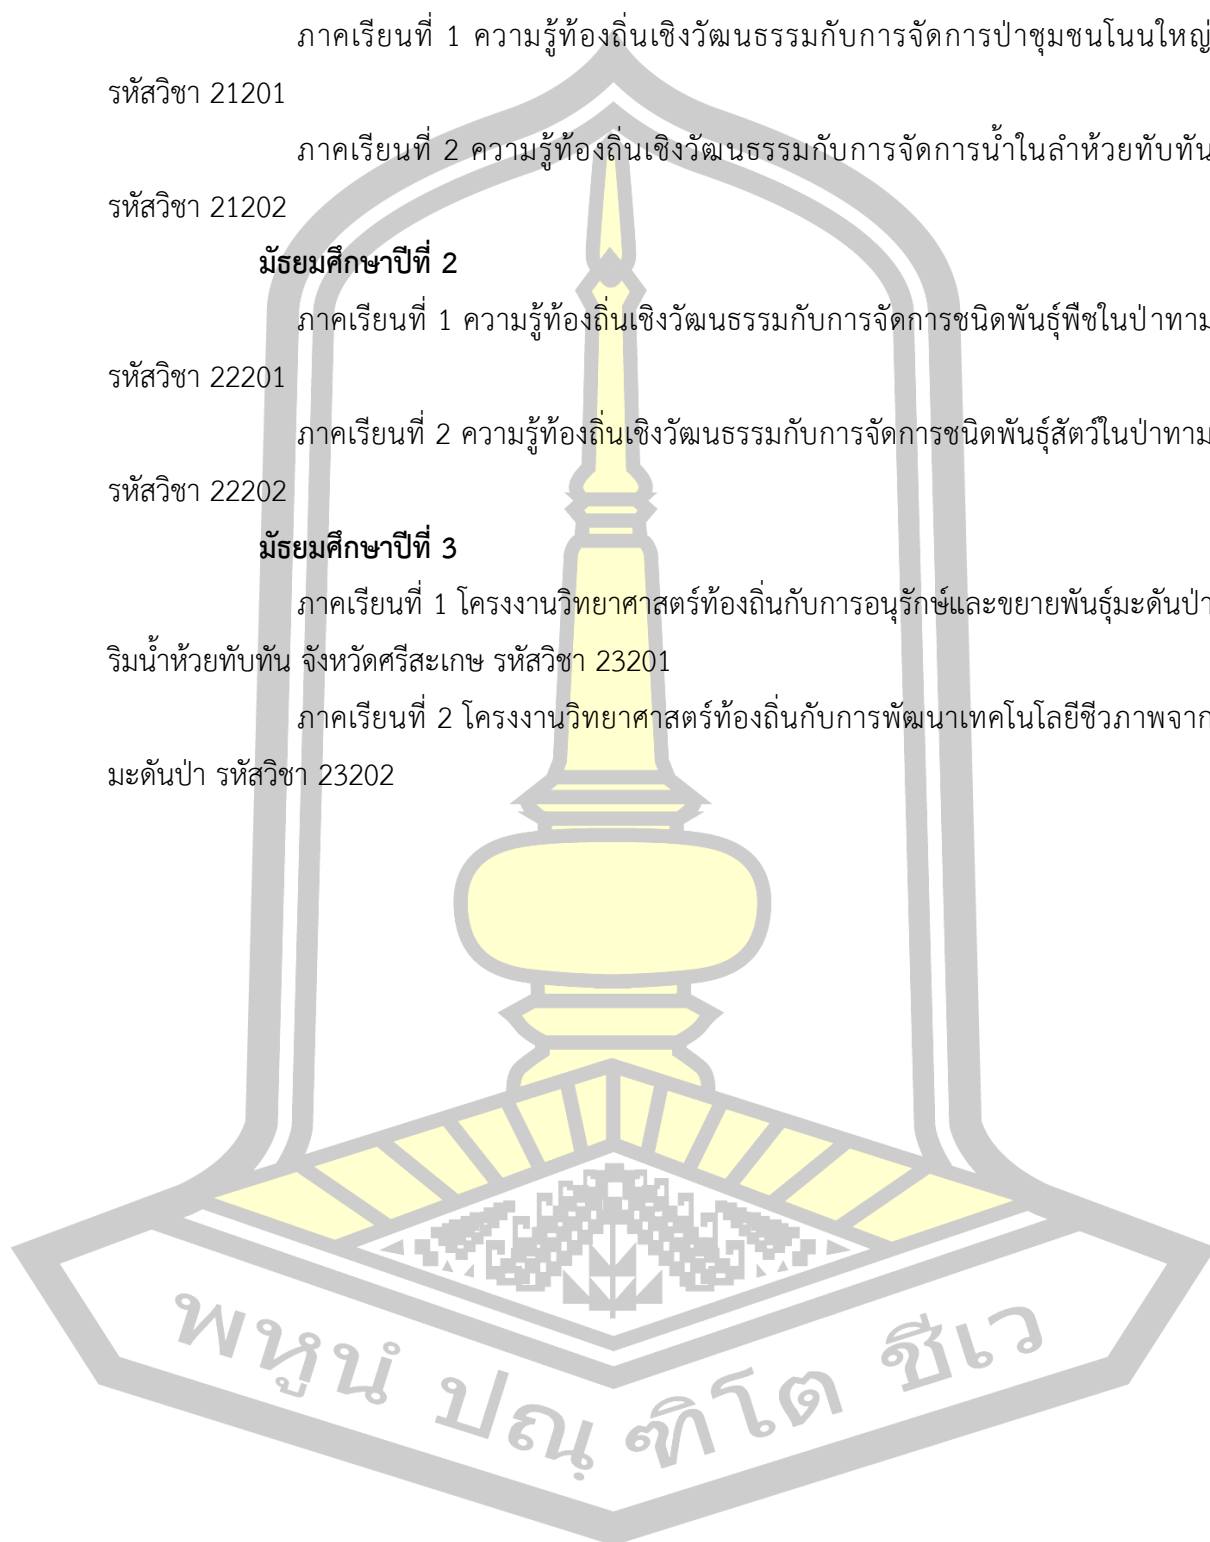 ภาคเรียนที่ 1 ความรู้ท้องถิ่นเชิงวัฒนธรรมกับการจัดการป่าชุมชนโนนใหญ่
รหัสวิชา 21201
ภาคเรียนที่ 2 ความรู้ท้องถิ่นเชิงวัฒนธรรมกับการจัดการน้ำในลำห้วยทับทัน
รหัสวิชา 21202
มัธยมศึกษาปีที่ 2
ภาคเรียนที่ 1 ความรู้ท้องถิ่นเชิงวัฒนธรรมกับการจัดการชนิดพันธุ์พืชในป่าทาม
รหัสวิชา 22201
ภาคเรียนที่ 2 ความรู้ท้องถิ่นเชิงวัฒนธรรมกับการจัดการชนิดพันธุ์สัตว์ในป่าทาม
รหัสวิชา 22202
มัธยมศึกษาปีที่ 3
ภาคเรียนที่ 1 โครงงานวิทยาศาสตร์ท้องถิ่นกับการอนุรักษ์และขยายพันธุ์มะดันป่า
ริมน้ำห้วยทับทัน จังหวัดศรีสะเกษ รหัสวิชา 23201
ภาคเรียนที่ 2 โครงงานวิทยาศาสตร์ท้องถิ่นกับการพัฒนาเทคโนโลยีชีวภาพจาก
มะดันป่า รหัสวิชา 23202
พหูนํ ปณฺฑิโต ชีเว